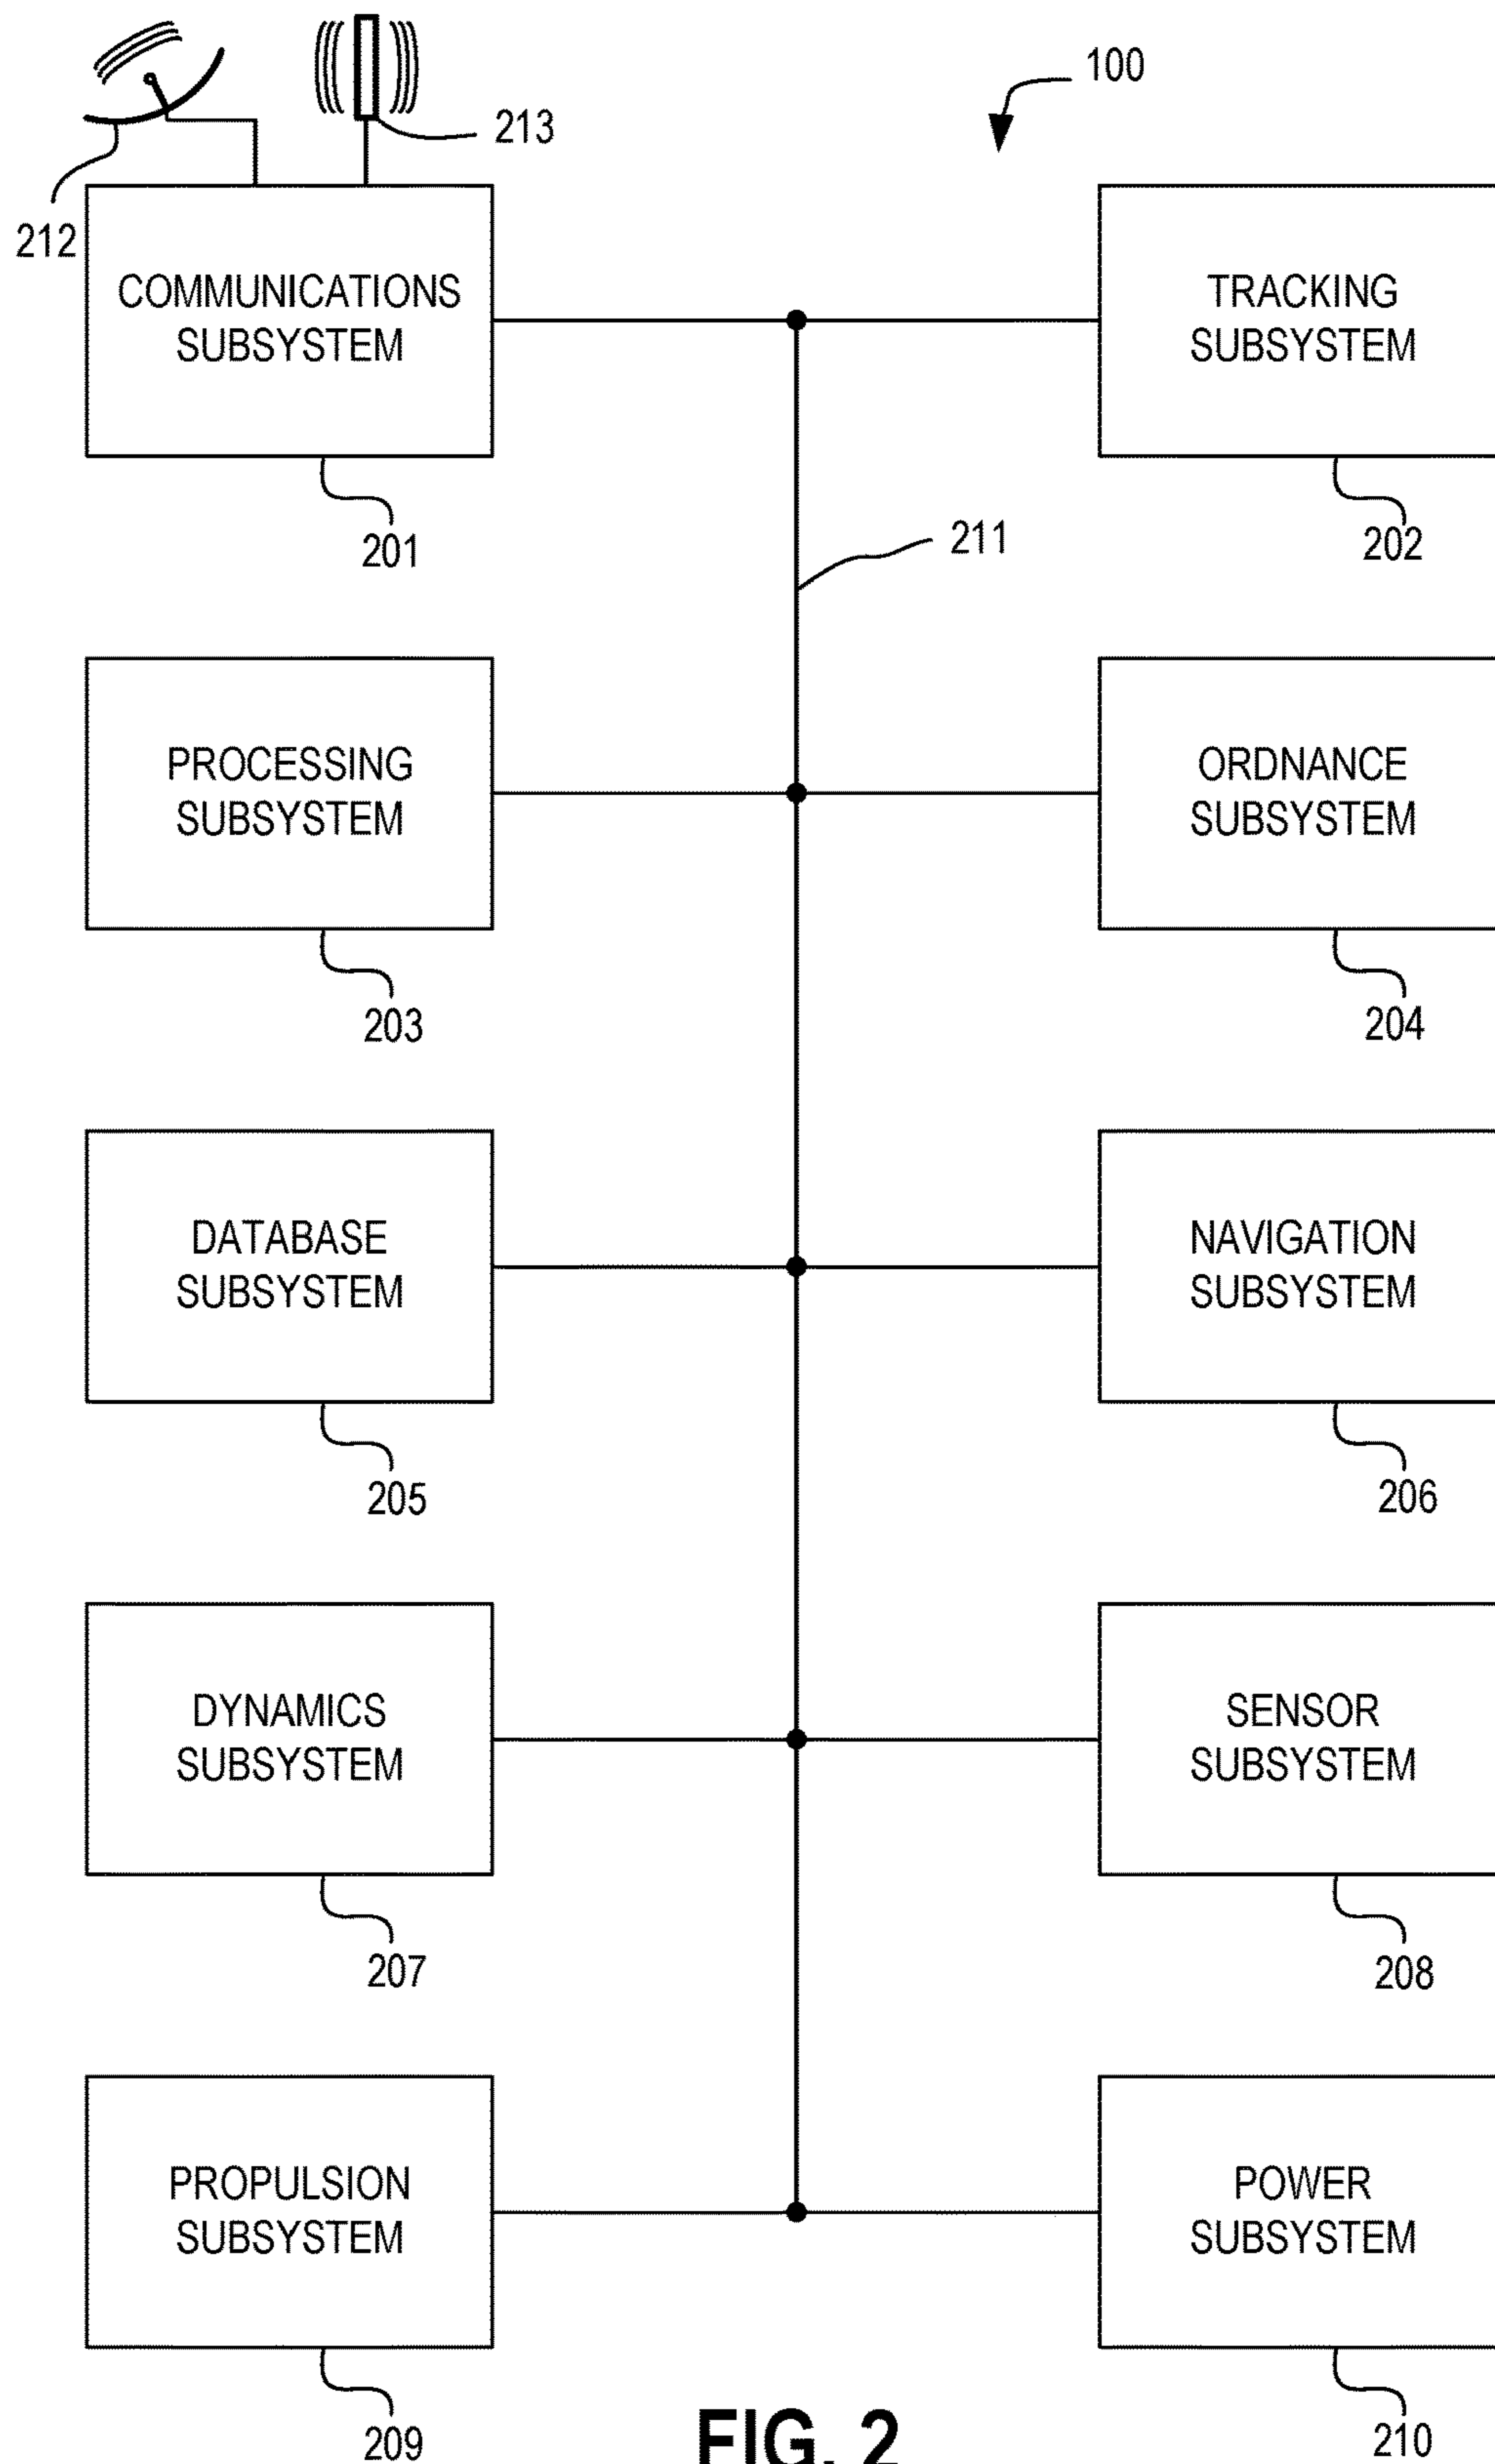 100
213
212
COMMUNICATIONS
SUBSYSTEM
TRACKING
SUBSYSTEM
201
211
202
PROCESSING
SUBSYSTEM
ORDNANCE
SUBSYSTEM
203
204
DATABASE
SUBSYSTEM
NAVIGATION
SUBSYSTEM
205
206
DYNAMICS
SUBSYSTEM
SENSOR
SUBSYSTEM
207
208
PROPULSION
SUBSYSTEM
POWER
SUBSYSTEM
209
210
FIG. 2